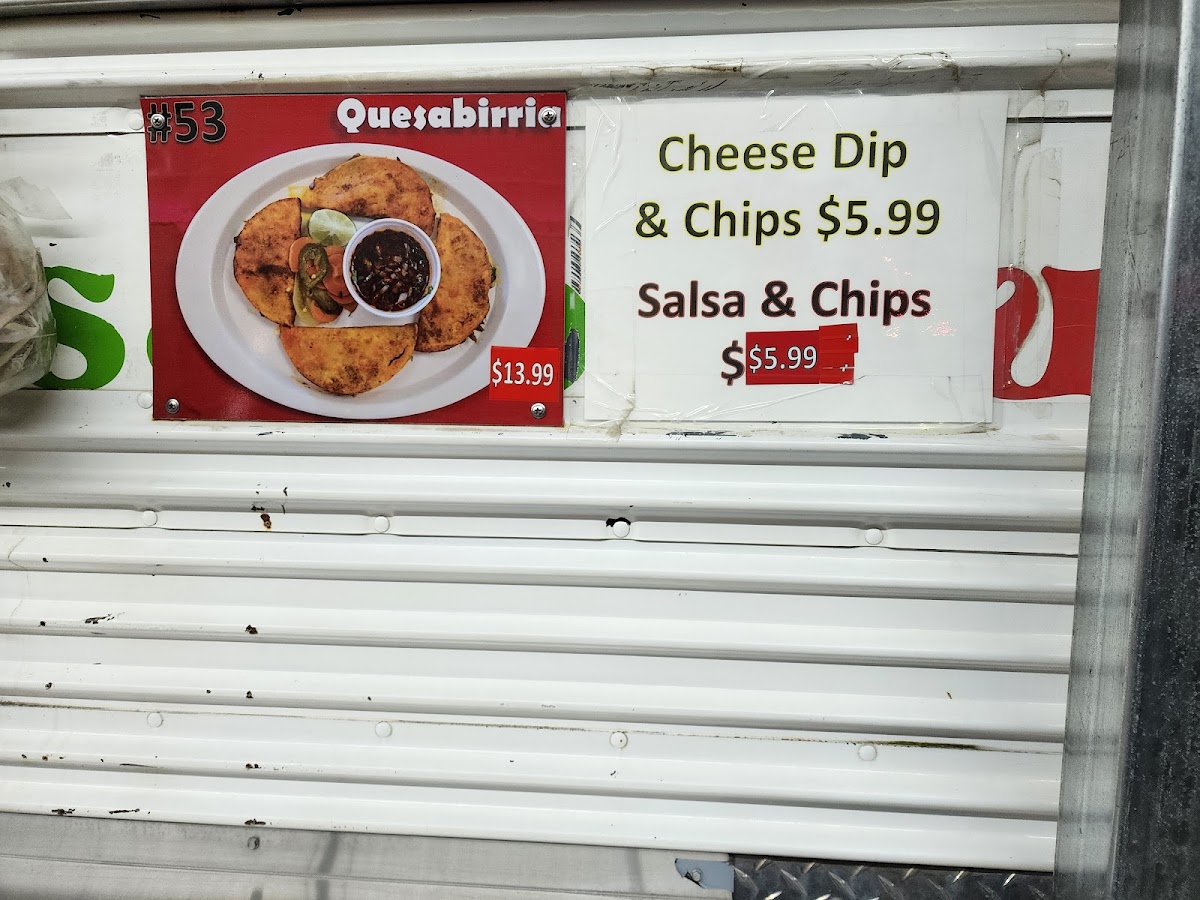 #53
Quesabirria
$13.99
Cheese Dip
& Chips $5.99
Salsa & Chips
$$5.99